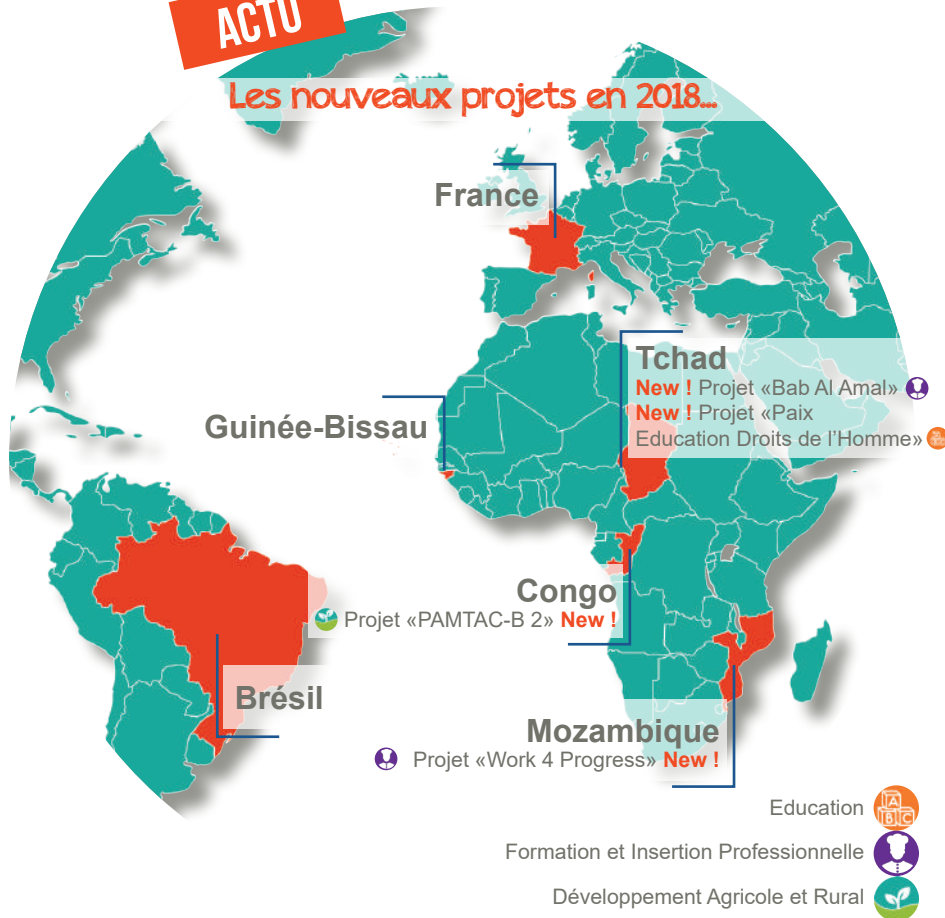 ACTU
Les nouveaux projets en 2018...
France
Tchad
New ! Projet «Bab Al Amal»
New ! Projet «Paix
Education Droits de l'Homme»
Guinée-Bissau
Congo
Projet «PAMTAC-B 2» New !
Brésil
Mozambique
Projet «Work 4 Progress» New !
Education
A
B C
Formation et Insertion Professionnelle
Développement Agricole et Rural